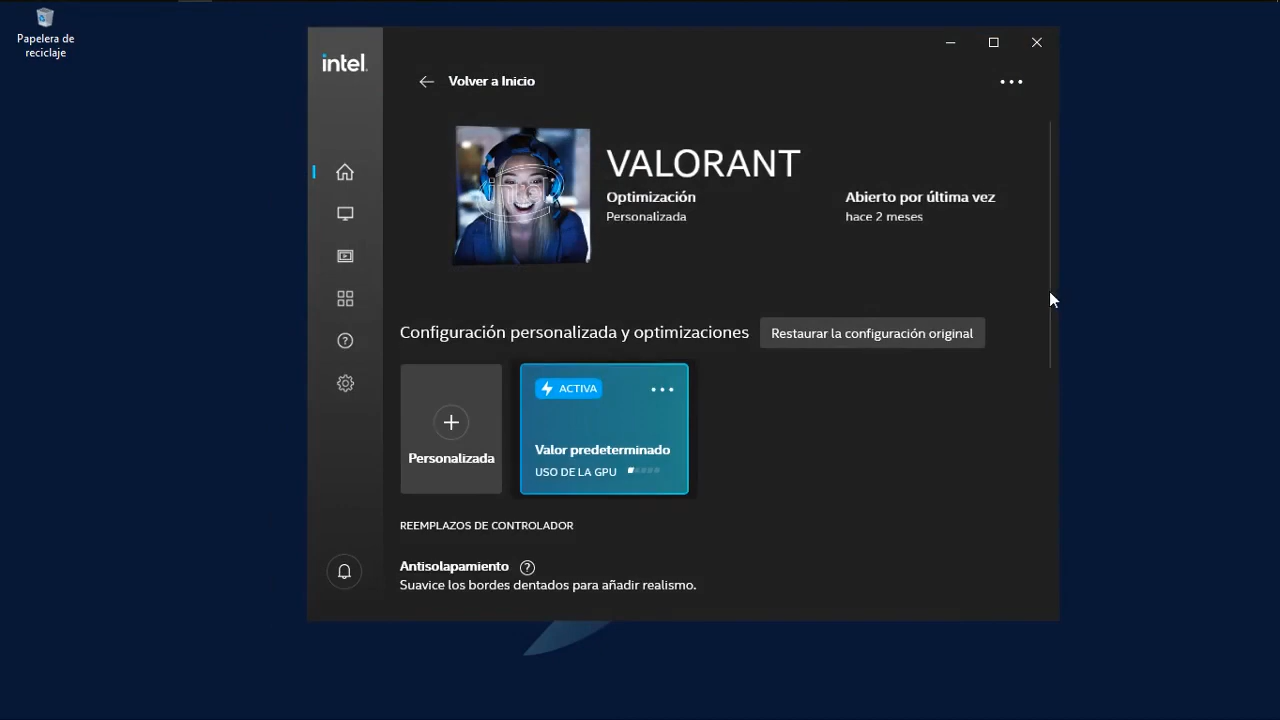 Papelera de
reciclaje
intel.
Volver a Inicio
VALORANT
Optimización
Personalizada
Abierto por última vez
hace 2 meses
Configuración personalizada y optimizaciones
Restaurar la configuración original
Personalizada
ACTIVA
Valor predeterminado
USO DE LA GPU
REEMPLAZOS DE CONTROLADOR
Antisolapamiento
Suavice los bordes dentados para añadir realismo.